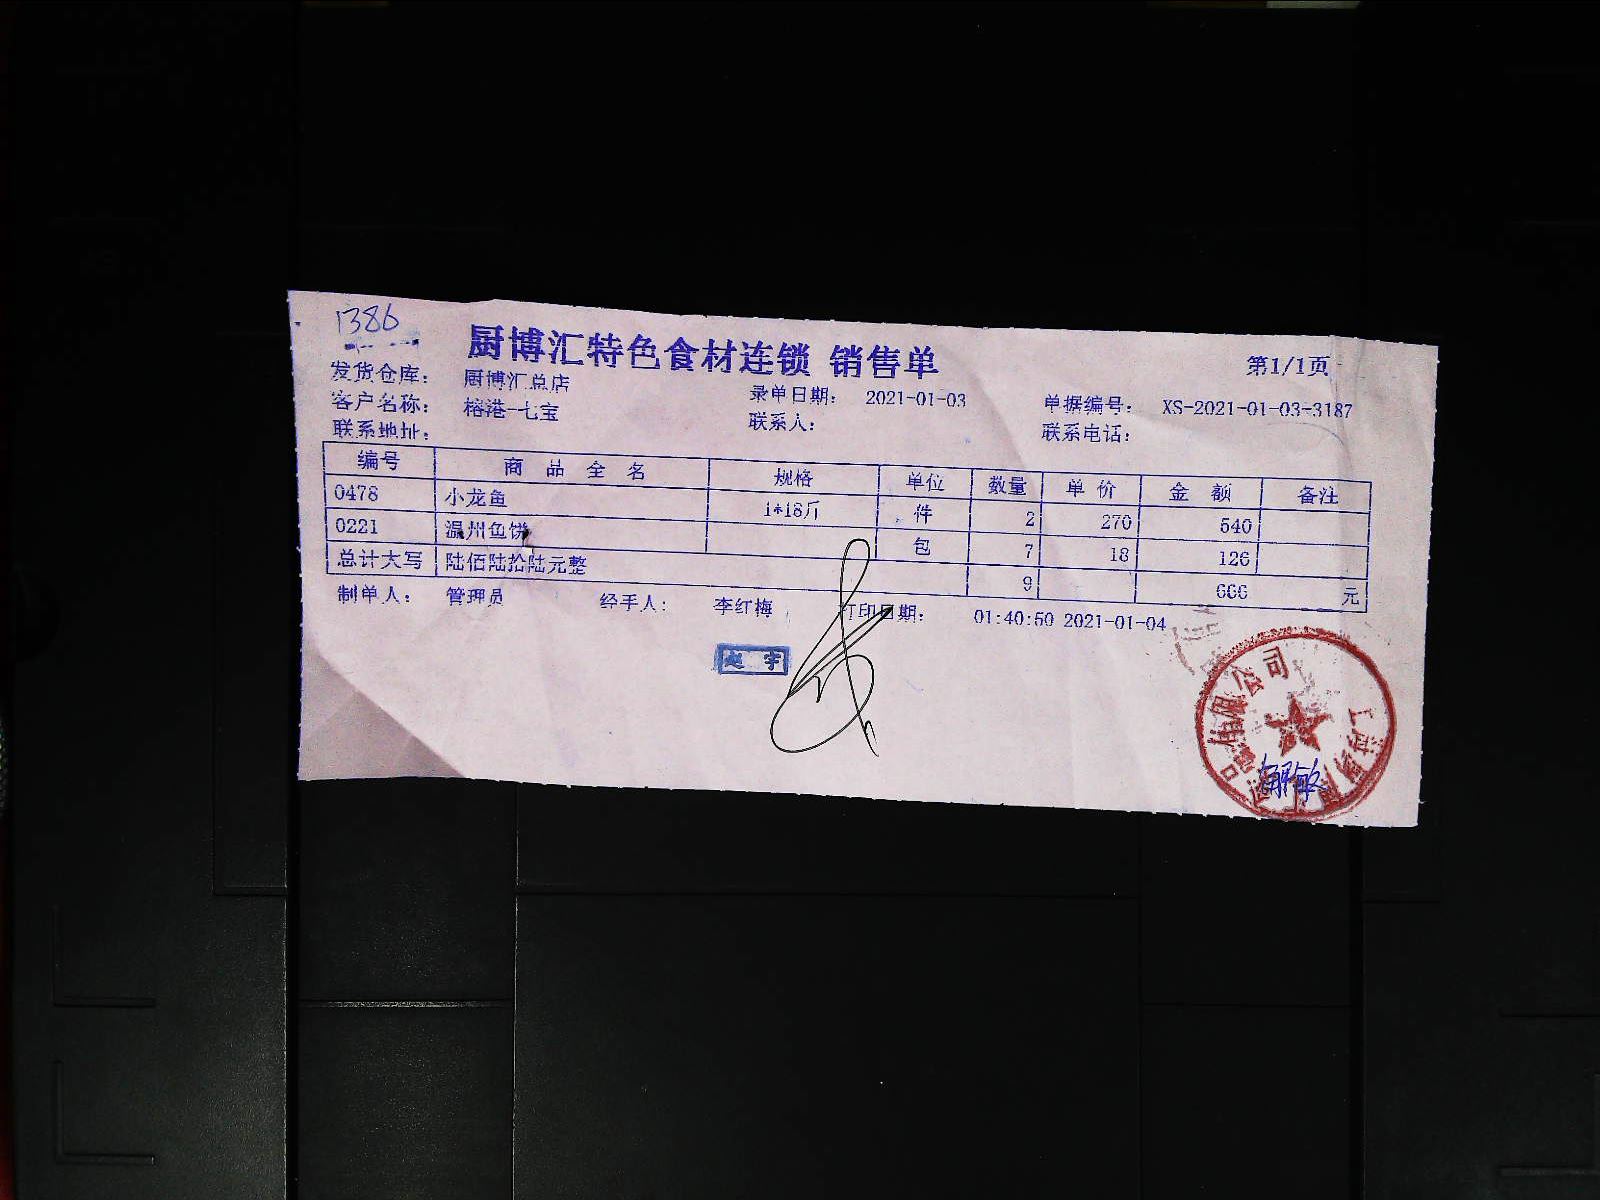 1386
厨博汇特色食材连锁 销售单 第1/1页
发货仓库： 厨博汇总店 录单日期： 2021-01-03 单据编号： XS-2021-01-03-3187
客户名称： 榕港-七宝 联系人： 联系电话：
联系地址：
编号 商 品 全 名 规格 单位 数量 单 价 金 额 备注
0478 小龙鱼 1*18斤 件 2 270 540
0221 温州鱼饼 包 7 18 126
总计大写 陆佰陆拾陆元整 9 666 元
制单人： 管理员 经手人： 李红梅 打印日期： 01:40:50 2021-01-04
赵 宇